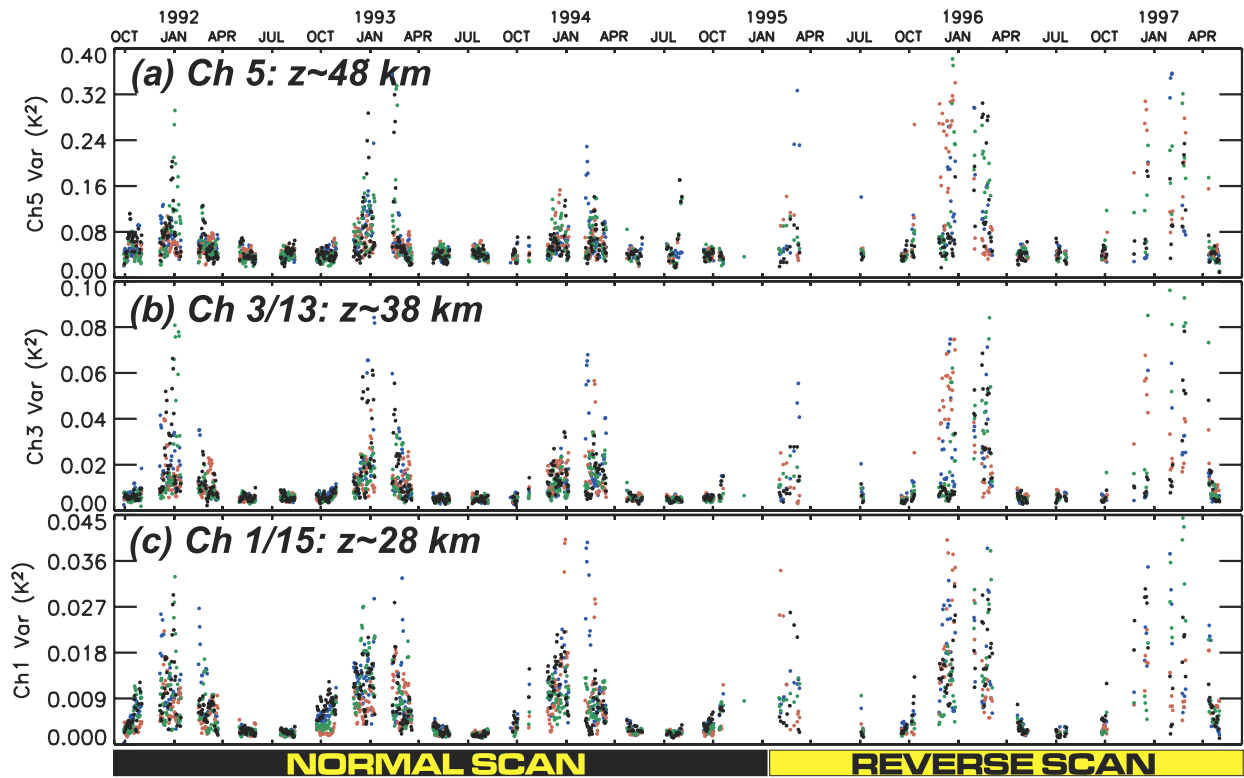 1992 1993 1994 1995 1996 1997
OCT JAN APR JUL OCT JAN APR JUL OCT JAN APR JUL OCT JAN APR JUL OCT JAN APR JUL OCT JAN APR
(a) Ch 5: z~48 km
Ch5 Var (K²)
0.40
0.32
0.24
0.16
0.08
0.00
(b) Ch 3/13: z~38 km
Ch3 Var (K²)
0.10
0.08
0.06
0.04
0.02
0.00
(c) Ch 1/15: z~28 km
Ch1 Var (K²)
0.045
0.036
0.027
0.018
0.009
0.000
NORMAL SCAN REVERSE SCAN